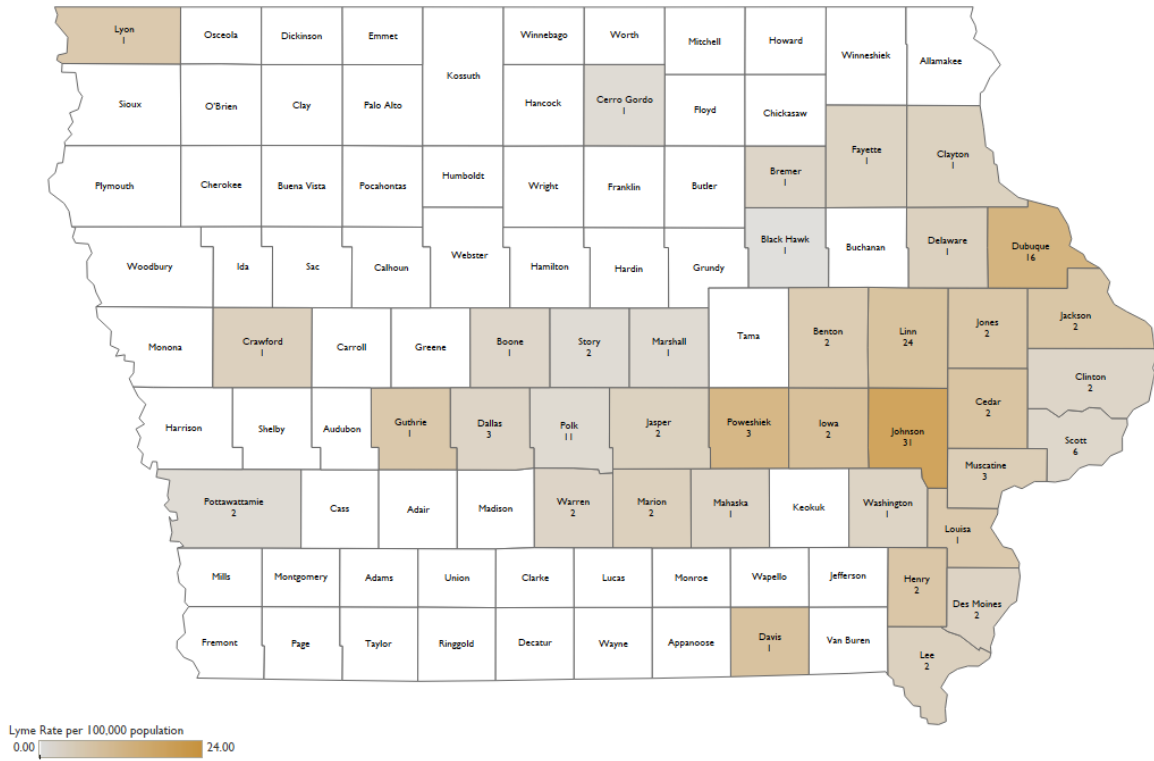 Lyon
1
Osceola
Dickinson
Emmet
Kossuth
Winnebago
Worth
Mitchell
Howard
Winneshiek
Allamakee
Sioux
O'Brien
Clay
Palo Alto
Hancock
Cerro Gordo
1
Floyd
Chickasaw
Fayette
1
Clayton
1
Plymouth
Cherokee
Buena Vista
Pocahontas
Humboldt
Wright
Franklin
Butler
Bremer
1
Woodbury
Ida
Sac
Calhoun
Webster
Hamilton
Hardin
Grundy
Black Hawk
1
Buchanan
Delaware
1
Dubuque
16
Monona
Crawford
1
Carroll
Greene
Boone
1
Story
2
Marshall
1
Tama
Benton
2
Linn
24
Jones
2
Jackson
2
Clinton
2
Harrison
Shelby
Audubon
Guthrie
1
Dallas
3
Polk
11
Jasper
2
Poweshiek
3
Iowa
2
Johnson
31
Cedar
2
Scott
6
Muscatine
3
Pottawattamie
2
Cass
Adair
Madison
Warren
2
Marion
2
Mahaska
1
Keokuk
Washington
1
Louisa
1
Mills
Montgomery
Adams
Union
Clarke
Lucas
Monroe
Wapello
Jefferson
Henry
2
Des Moines
2
Fremont
Page
Taylor
Ringgold
Decatur
Wayne
Appanoose
Davis
1
Van Buren
Lee
2
Lyme Rate per 100,000 population
0.00 24.00